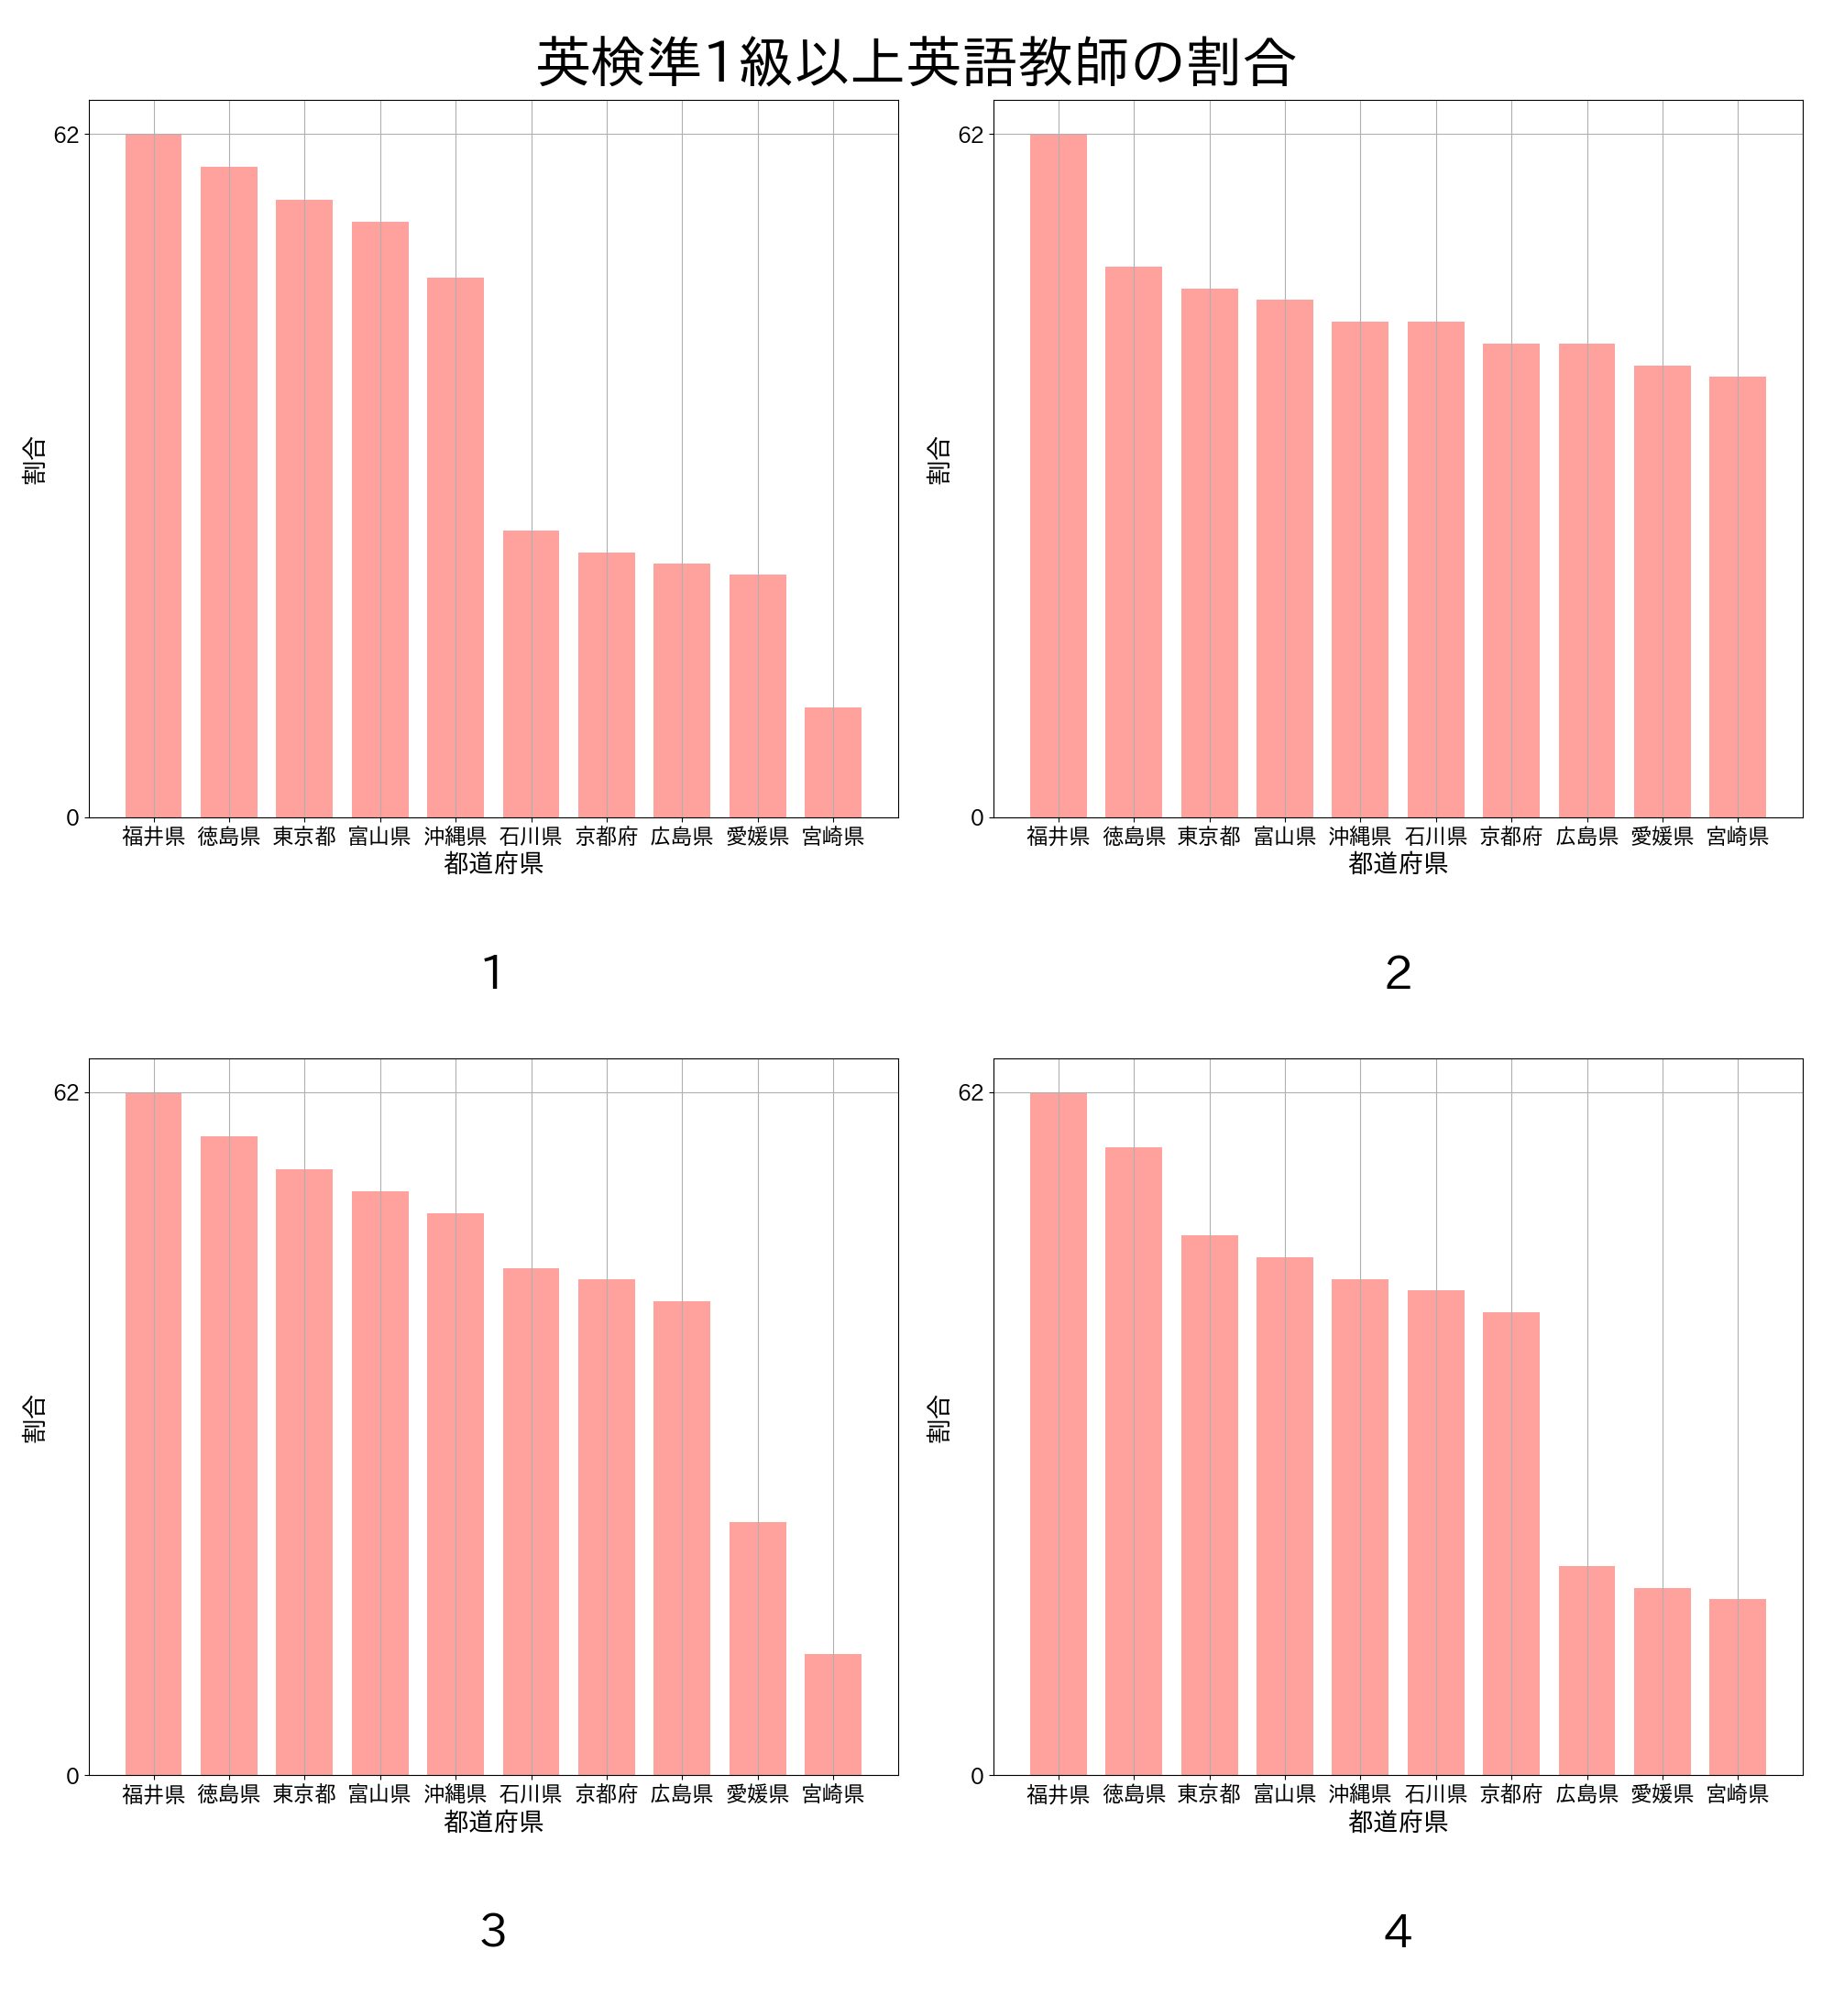 英検準1級以上英語教師の割合
62
0
割合
福井県 徳島県 東京都 富山県 沖縄県 石川県 京都府 広島県 愛媛県 宮崎県
都道府県
1
62
0
割合
福井県 徳島県 東京都 富山県 沖縄県 石川県 京都府 広島県 愛媛県 宮崎県
都道府県
2
62
0
割合
福井県 徳島県 東京都 富山県 沖縄県 石川県 京都府 広島県 愛媛県 宮崎県
都道府県
3
62
0
割合
福井県 徳島県 東京都 富山県 沖縄県 石川県 京都府 広島県 愛媛県 宮崎県
都道府県
4